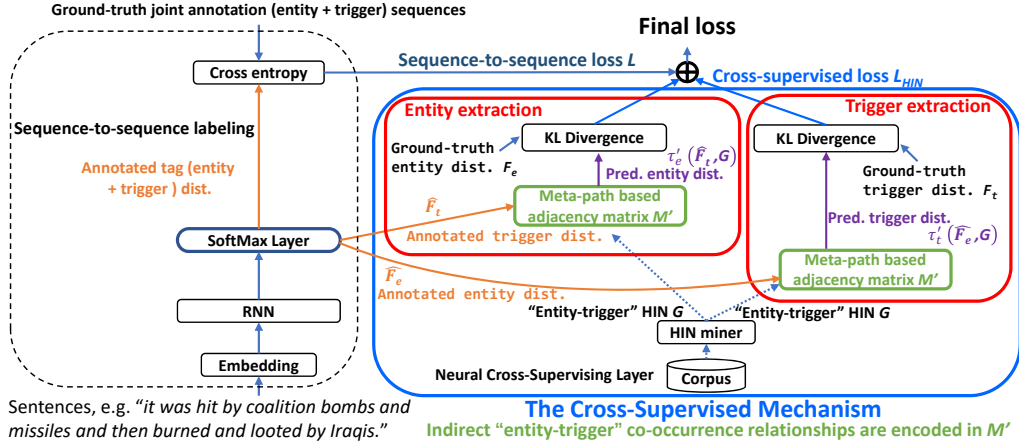 Ground-truth joint annotation (entity + trigger) sequences
Cross entropy
Sequence-to-sequence labeling
Annotated tag (entity
+ trigger ) dist.
SoftMax Layer
RNN
Embedding
Sentences, e.g. “it was hit by coalition bombs and
missiles and then burned and looted by Iraqis.”
Final loss
Sequence-to-sequence loss L
Cross-supervised loss L_HIN
Entity extraction
KL Divergence
Ground-truth
entity dist. F_e
τ′_e (F̂_t,G)
Pred. entity dist.
Meta-path based
adjacency matrix M′
F̂_t
Annotated trigger dist.
F̂_e
Annotated entity dist.
Trigger extraction
KL Divergence
Ground-truth
trigger dist. F_t
Pred. trigger dist.
τ′_t (F̂_e,G)
Meta-path based
adjacency matrix M′
“Entity-trigger” HIN G
“Entity-trigger” HIN G
HIN miner
Neural Cross-Supervising Layer
Corpus
The Cross-Supervised Mechanism
Indirect “entity-trigger” co-occurrence relationships are encoded in M′